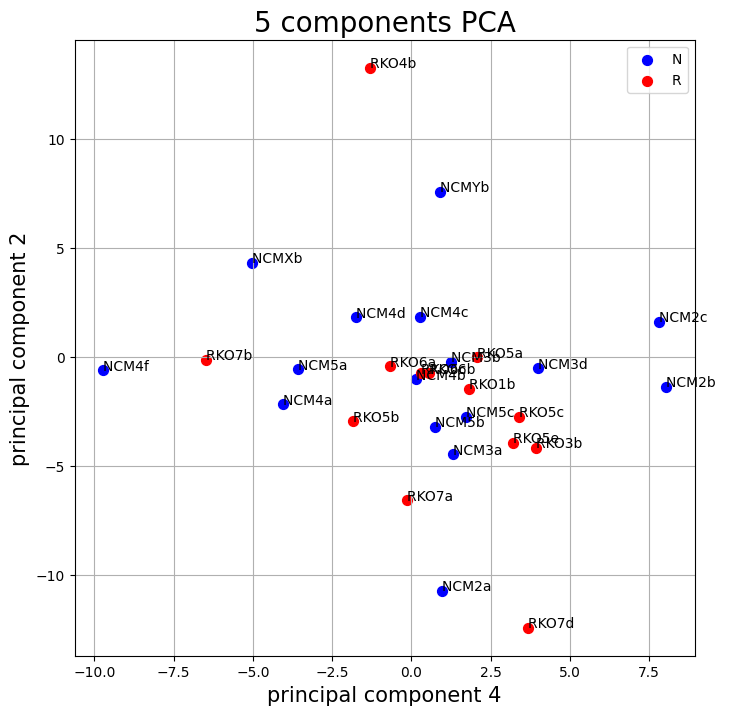 5 components PCA
N
R
RKO4b
10
NCMYb
5
NCMXb
NCM4d
NCM4c
NCM2c
0
NCM4f
RKO7b
NCM5a
RKO6a
NCM3b
RKO5a
NCM3d
NCM4b
RKO1b
NCM2b
NCM4a
RKO5b
NCM5b
NCM5c
RKO5c
NCM3a
RKO5e
RKO3b
−5
RKO7a
−10
NCM2a
RKO7d
−10.0
−7.5
−5.0
−2.5
0.0
2.5
5.0
7.5
principal component 4
principal component 2